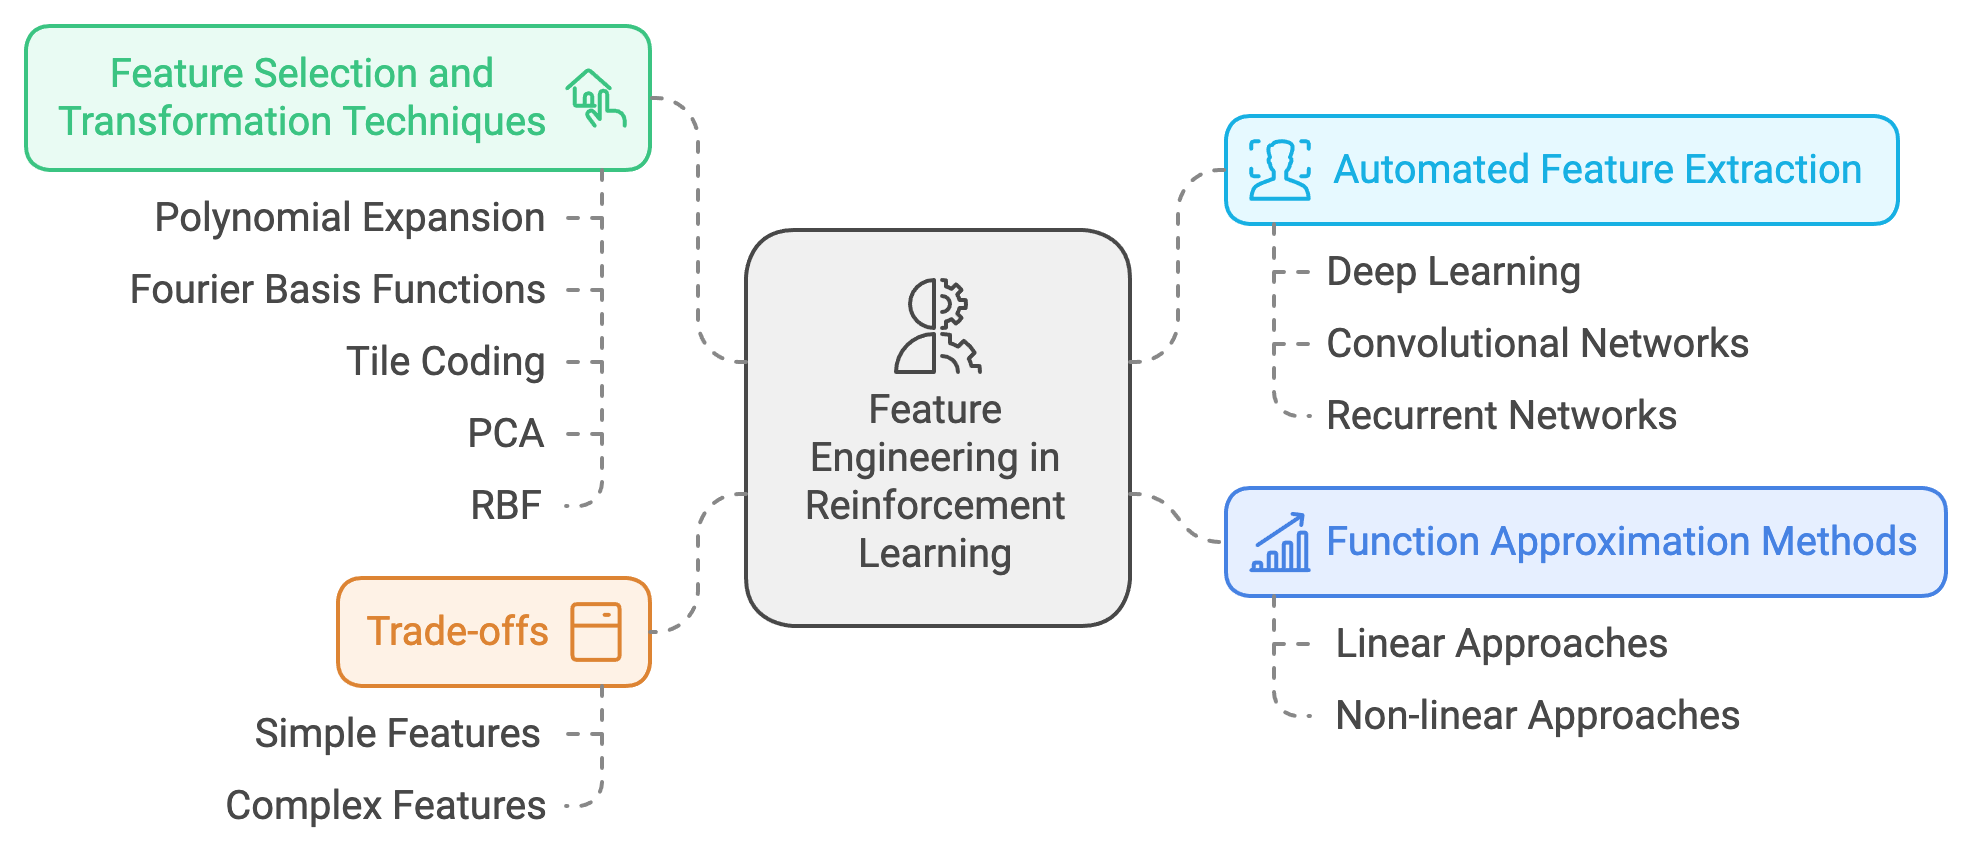 Feature Selection and
Transformation Techniques
Polynomial Expansion
Fourier Basis Functions
Tile Coding
PCA
RBF
Trade-offs
Simple Features
Complex Features
Feature
Engineering in
Reinforcement
Learning
Automated Feature Extraction
Deep Learning
Convolutional Networks
Recurrent Networks
Function Approximation Methods
Linear Approaches
Non-linear Approaches